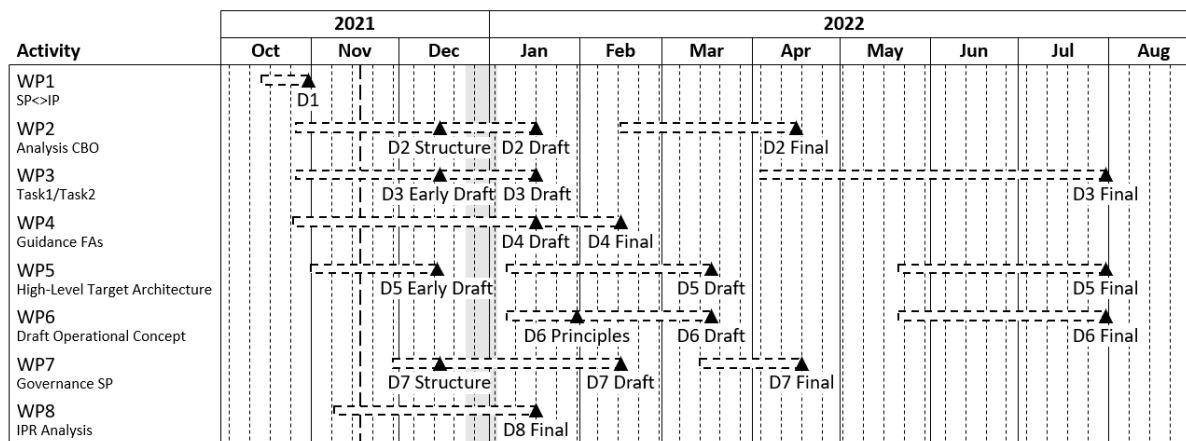 2021 2022
Activity Oct Nov Dec Jan Feb Mar Apr May Jun Jul Aug
WP1
SP<>IP
D1
WP2
Analysis CBO
D2 Structure D2 Draft D2 Final
WP3
Task1/Task2
D3 Early Draft D3 Draft D3 Final
WP4
Guidance FAs
D4 Draft D4 Final
WP5
High-Level Target Architecture
D5 Early Draft D5 Draft D5 Final
WP6
Draft Operational Concept
D6 Principles D6 Draft D6 Final
WP7
Governance SP
D7 Structure D7 Draft D7 Final
WP8
IPR Analysis
D8 Final